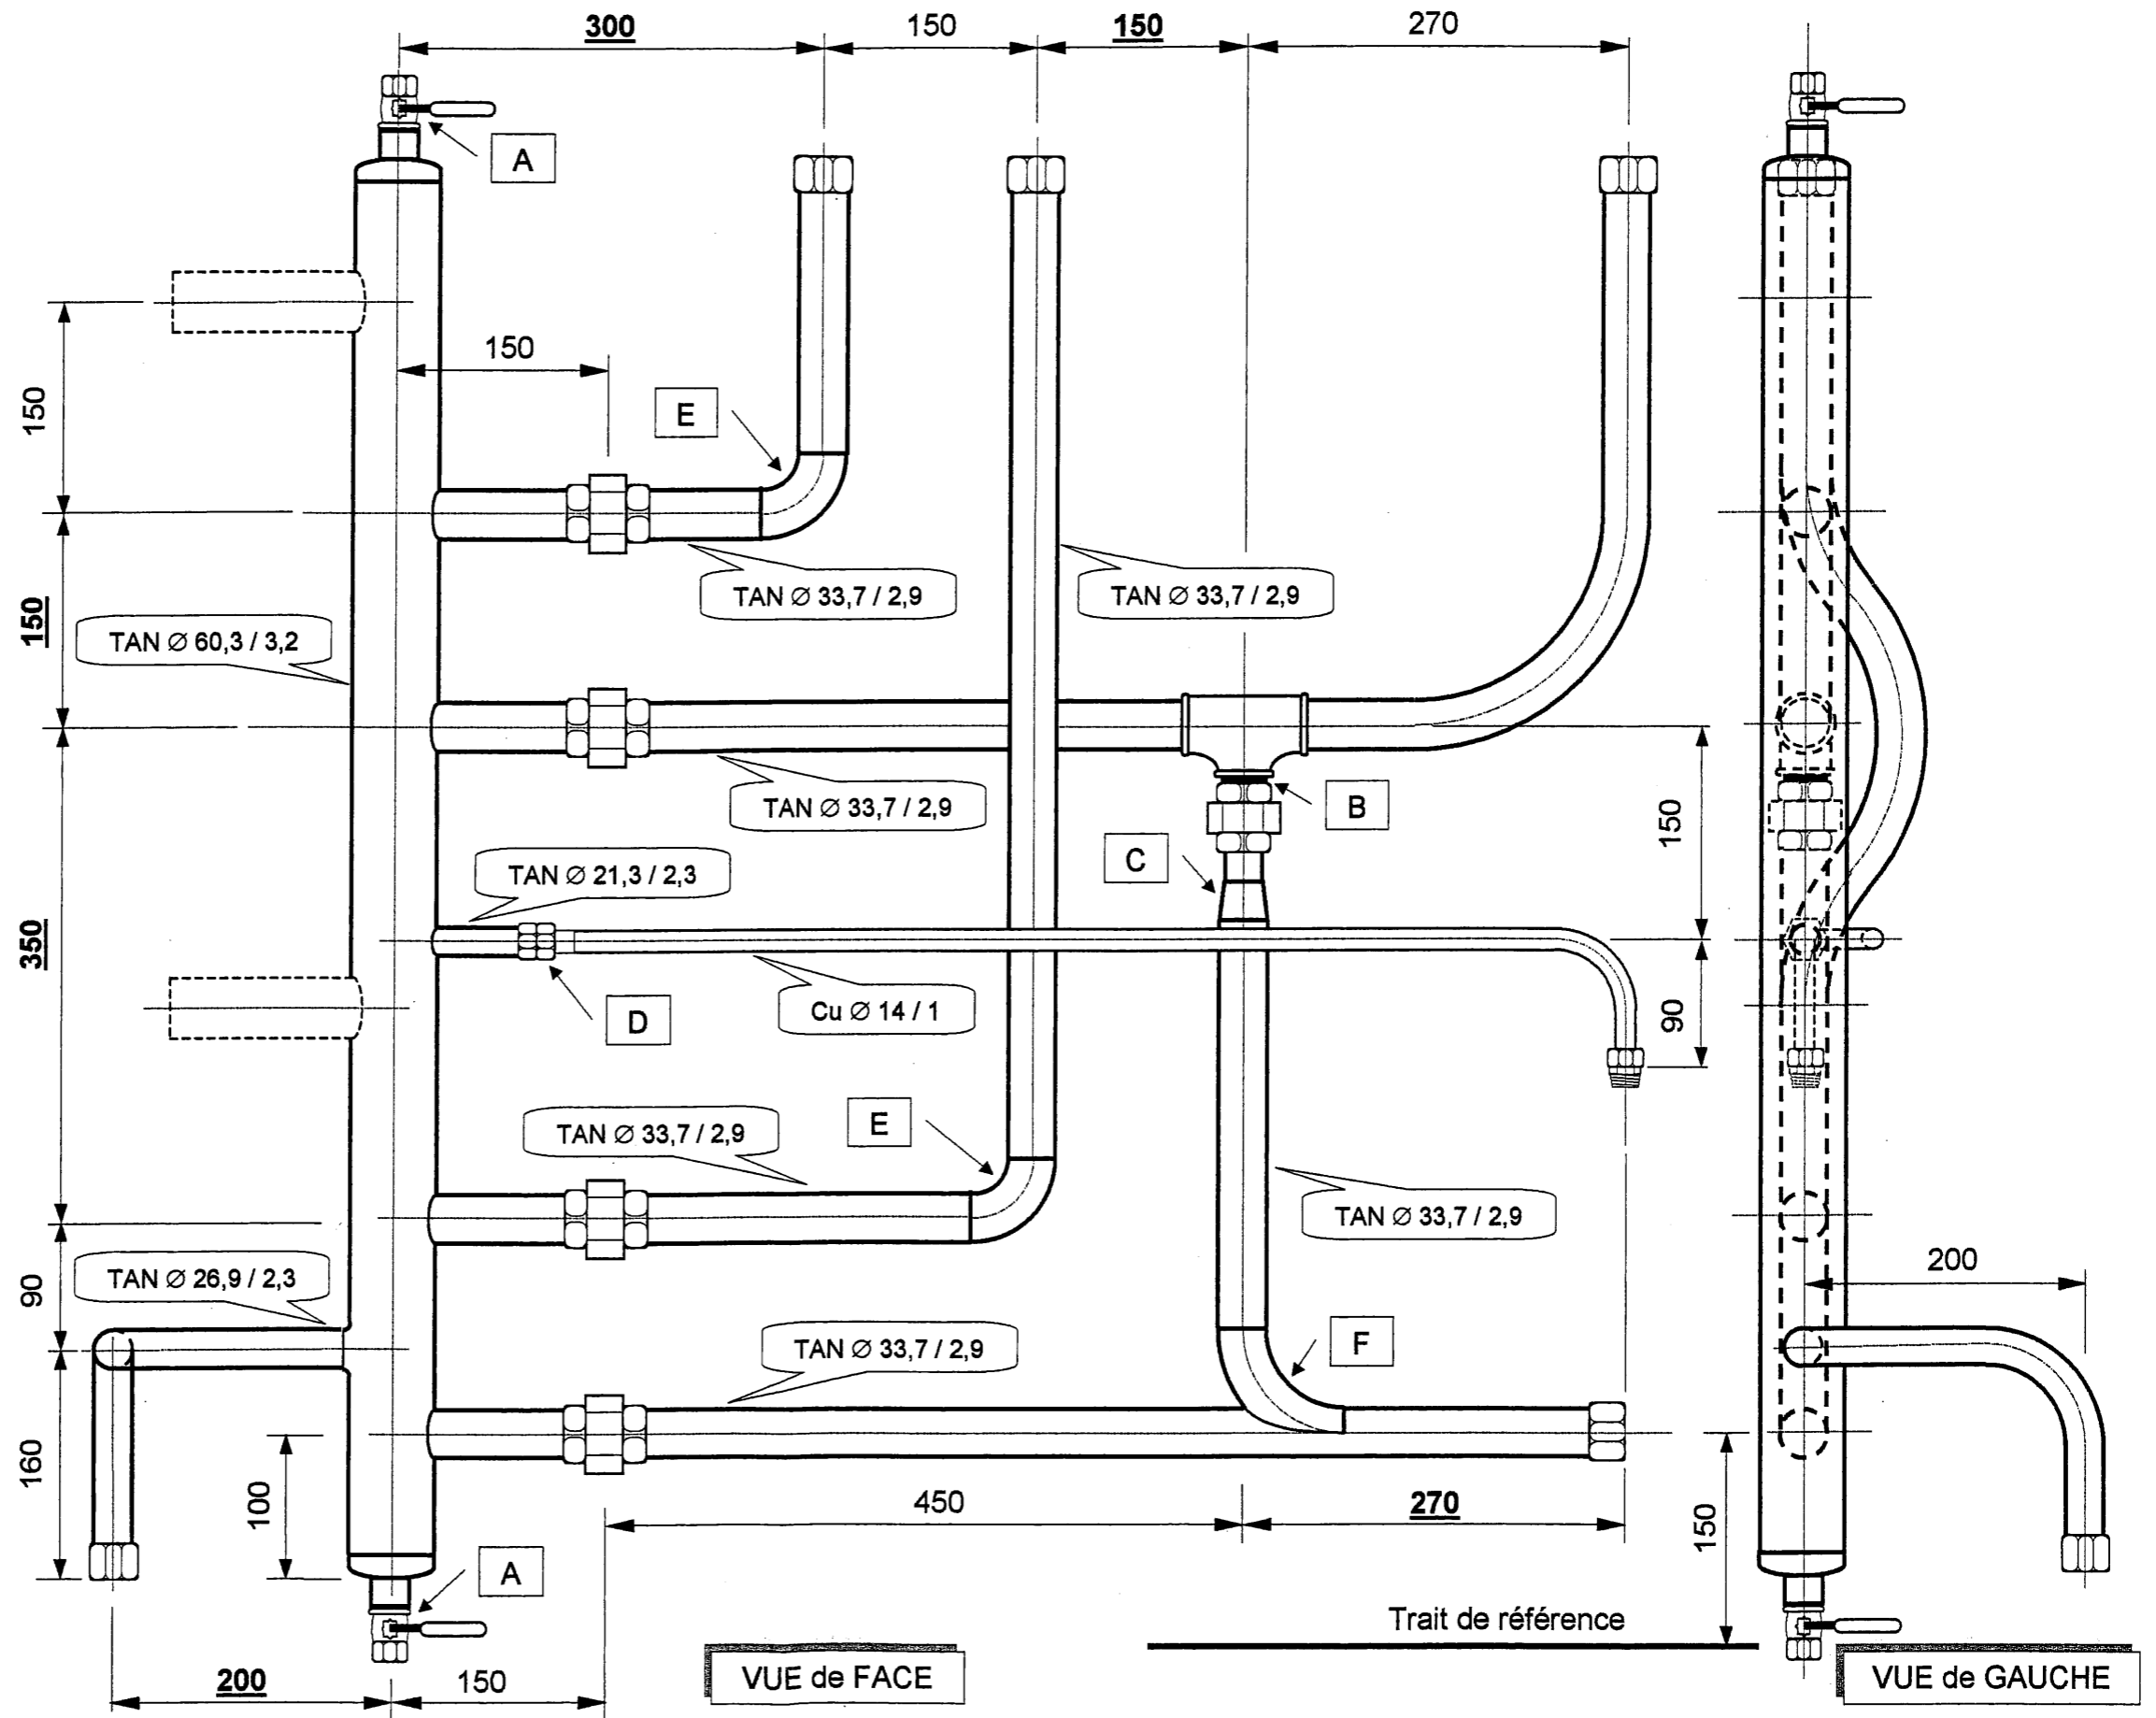 300
150
150
270
A
150
150
E
TAN Ø 33,7 / 2,9
TAN Ø 33,7 / 2,9
150
TAN Ø 60,3 / 3,2
TAN Ø 33,7 / 2,9
B
150
C
TAN Ø 21,3 / 2,3
350
Cu Ø 14 / 1
D
90
TAN Ø 33,7 / 2,9
E
TAN Ø 33,7 / 2,9
200
90
TAN Ø 26,9 / 2,3
TAN Ø 33,7 / 2,9
F
160
100
450
270
150
A
Trait de référence
200
150
VUE de FACE
VUE de GAUCHE